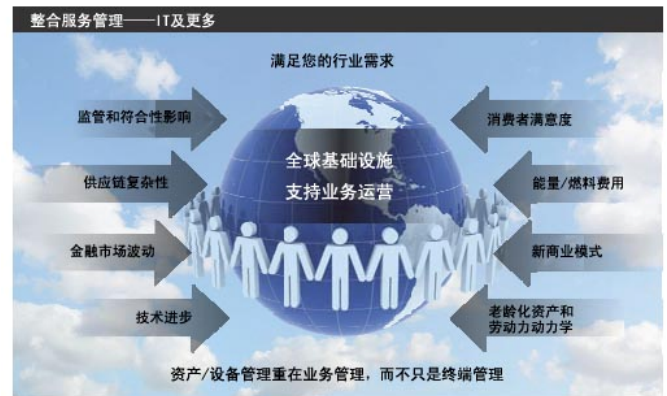 整合服务管理——IT及更多
满足您的行业需求
监管和符合性影响
消费者满意度
全球基础设施
支持业务运营
供应链复杂性
能量/燃料费用
金融市场波动
新商业模式
技术进步
老龄化资产和
劳动力动力学
资产/设备管理重在业务管理，而不只是终端管理